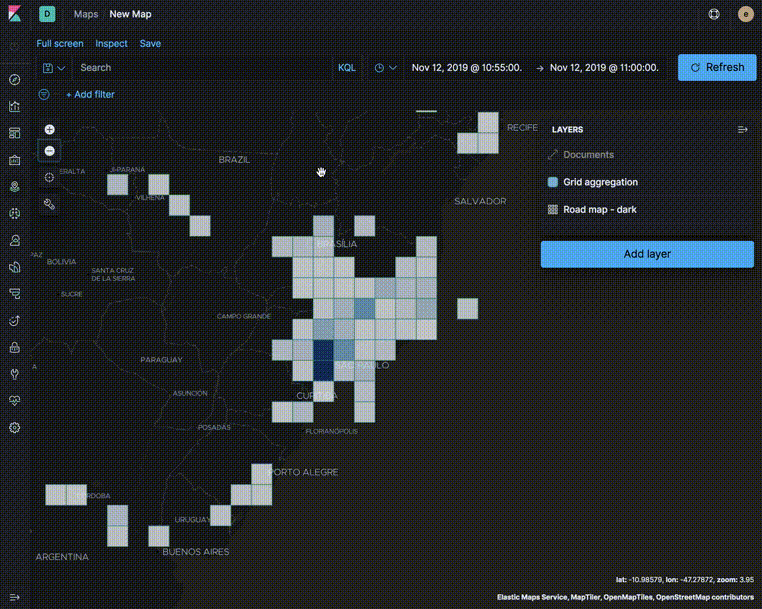 D Maps New Map e
Full screen Inspect Save
Search KQL Nov 12, 2019 @ 10:55:00. → Nov 12, 2019 @ 11:00:00. Refresh
+ Add filter
RECIFE
LAYERS
BRAZIL
Documents
JI-PARANÁ
ERALTA
Grid aggregation
VILHENA
SALVADOR
Road map - dark
BRASÍLIA
PAZ
BOLIVIA
Add layer
SANTA CRUZ
DE LA SIERRA
SUCRE
CAMPO GRANDE
PARAGUAY
SÃO PAULO
A
ASUNCIÓN
CURITIBA
POSADAS
FLORIANÓPOLIS
PORTO ALEGRE
CÓRDOBA
URUGUAY
ARGENTINA
BUENOS AIRES
lat: -10.98579, lon: -47.27872, zoom: 3.95
Elastic Maps Service, MapTiler, OpenMapTiles, OpenStreetMap contributors